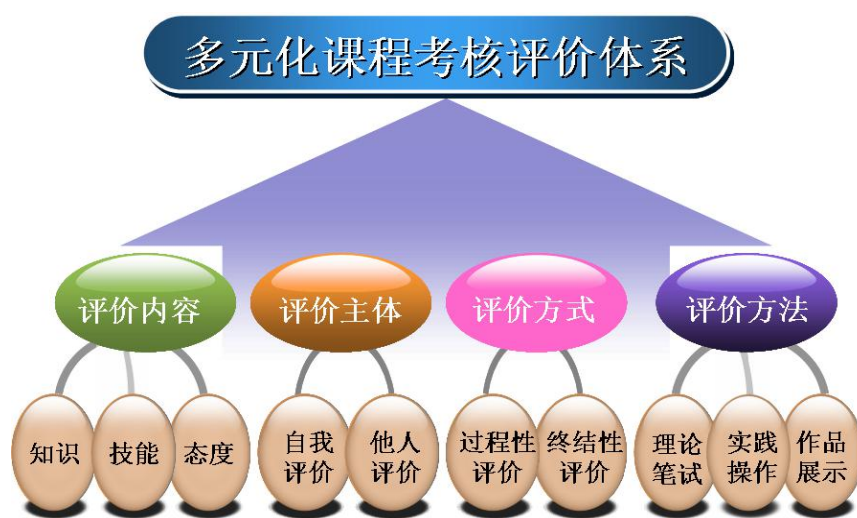 多元化课程考核评价体系
评价内容
评价主体
评价方式
评价方法
知识
技能
态度
自我
评价
他人
评价
过程性
评价
终结性
评价
理论
笔试
实践
操作
作品
展示